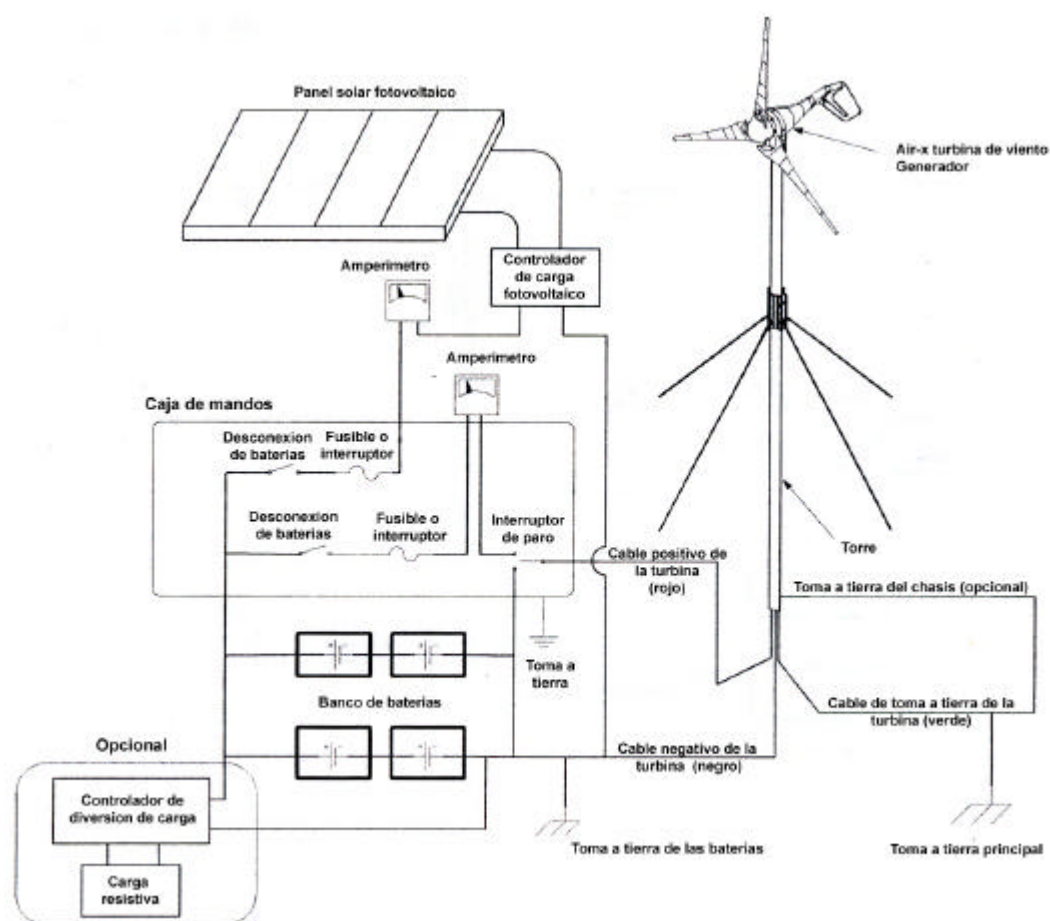 Panel solar fotovoltaico
Air-x turbina de viento
Generador
Controlador
de carga
fotovoltaico
Amperimetro
Amperimetro
Caja de mandos
Desconexion
de baterias
Fusible o
interruptor
Desconexion
de baterias
Fusible o
interruptor
Interruptor
de paro
Cable positivo de
la turbina
(rojo)
Torre
Toma a tierra del chasis (opcional)
Toma a
tierra
Banco de baterias
Cable de toma a tierra de la
turbina (verde)
Opcional
Cable negativo de la
turbina (negro)
Controlador de
diversion de carga
Toma a tierra de las baterias
Toma a tierra principal
Carga
resistiva